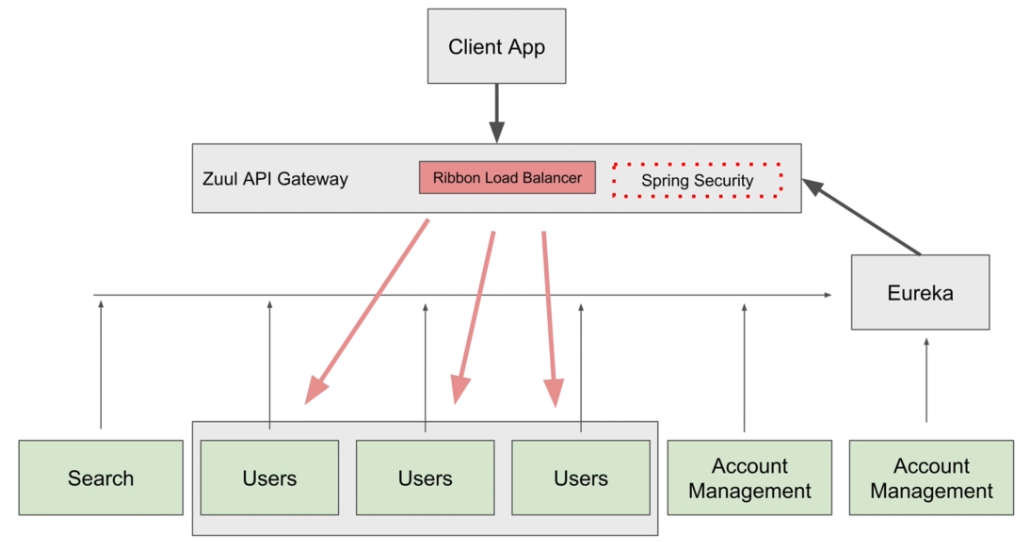 Client App
Zuul API Gateway
Ribbon Load Balancer
Spring Security
Eureka
Search
Users
Users
Users
Account
Management
Account
Management